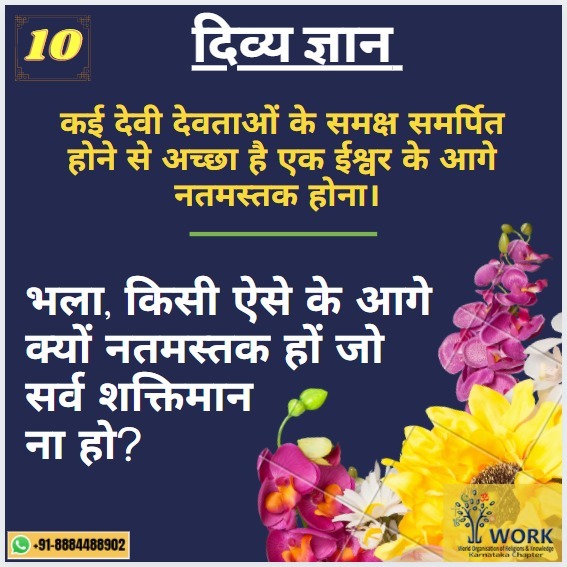 10
दिव्य ज्ञान
कई देवी देवताओं के समक्ष समर्पित
होने से अच्छा है एक ईश्वर के आगे
नतमस्तक होना।
भला, किसी ऐसे के आगे
क्यों नतमस्तक हों जो
सर्व शक्तिमान
ना हो?
+91-8884488902
WORK
World Organisation of Religions & Knowledge
Karnataka Chapter